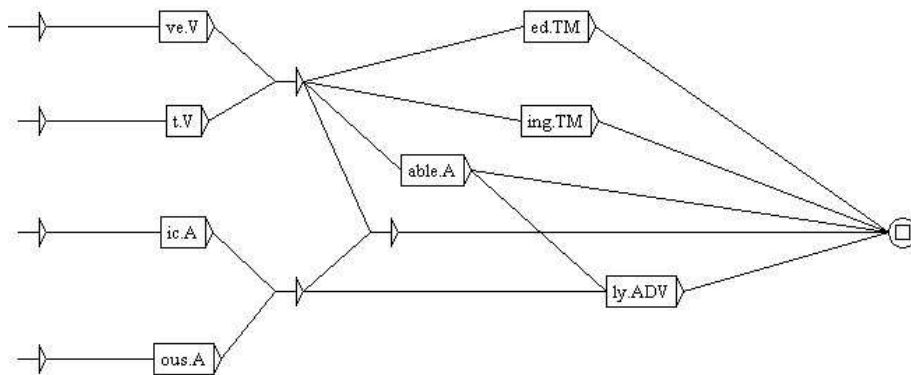 ve.V
ed.TM
t.V
ing.TM
able.A
ic.A
ly.ADV
ous.A